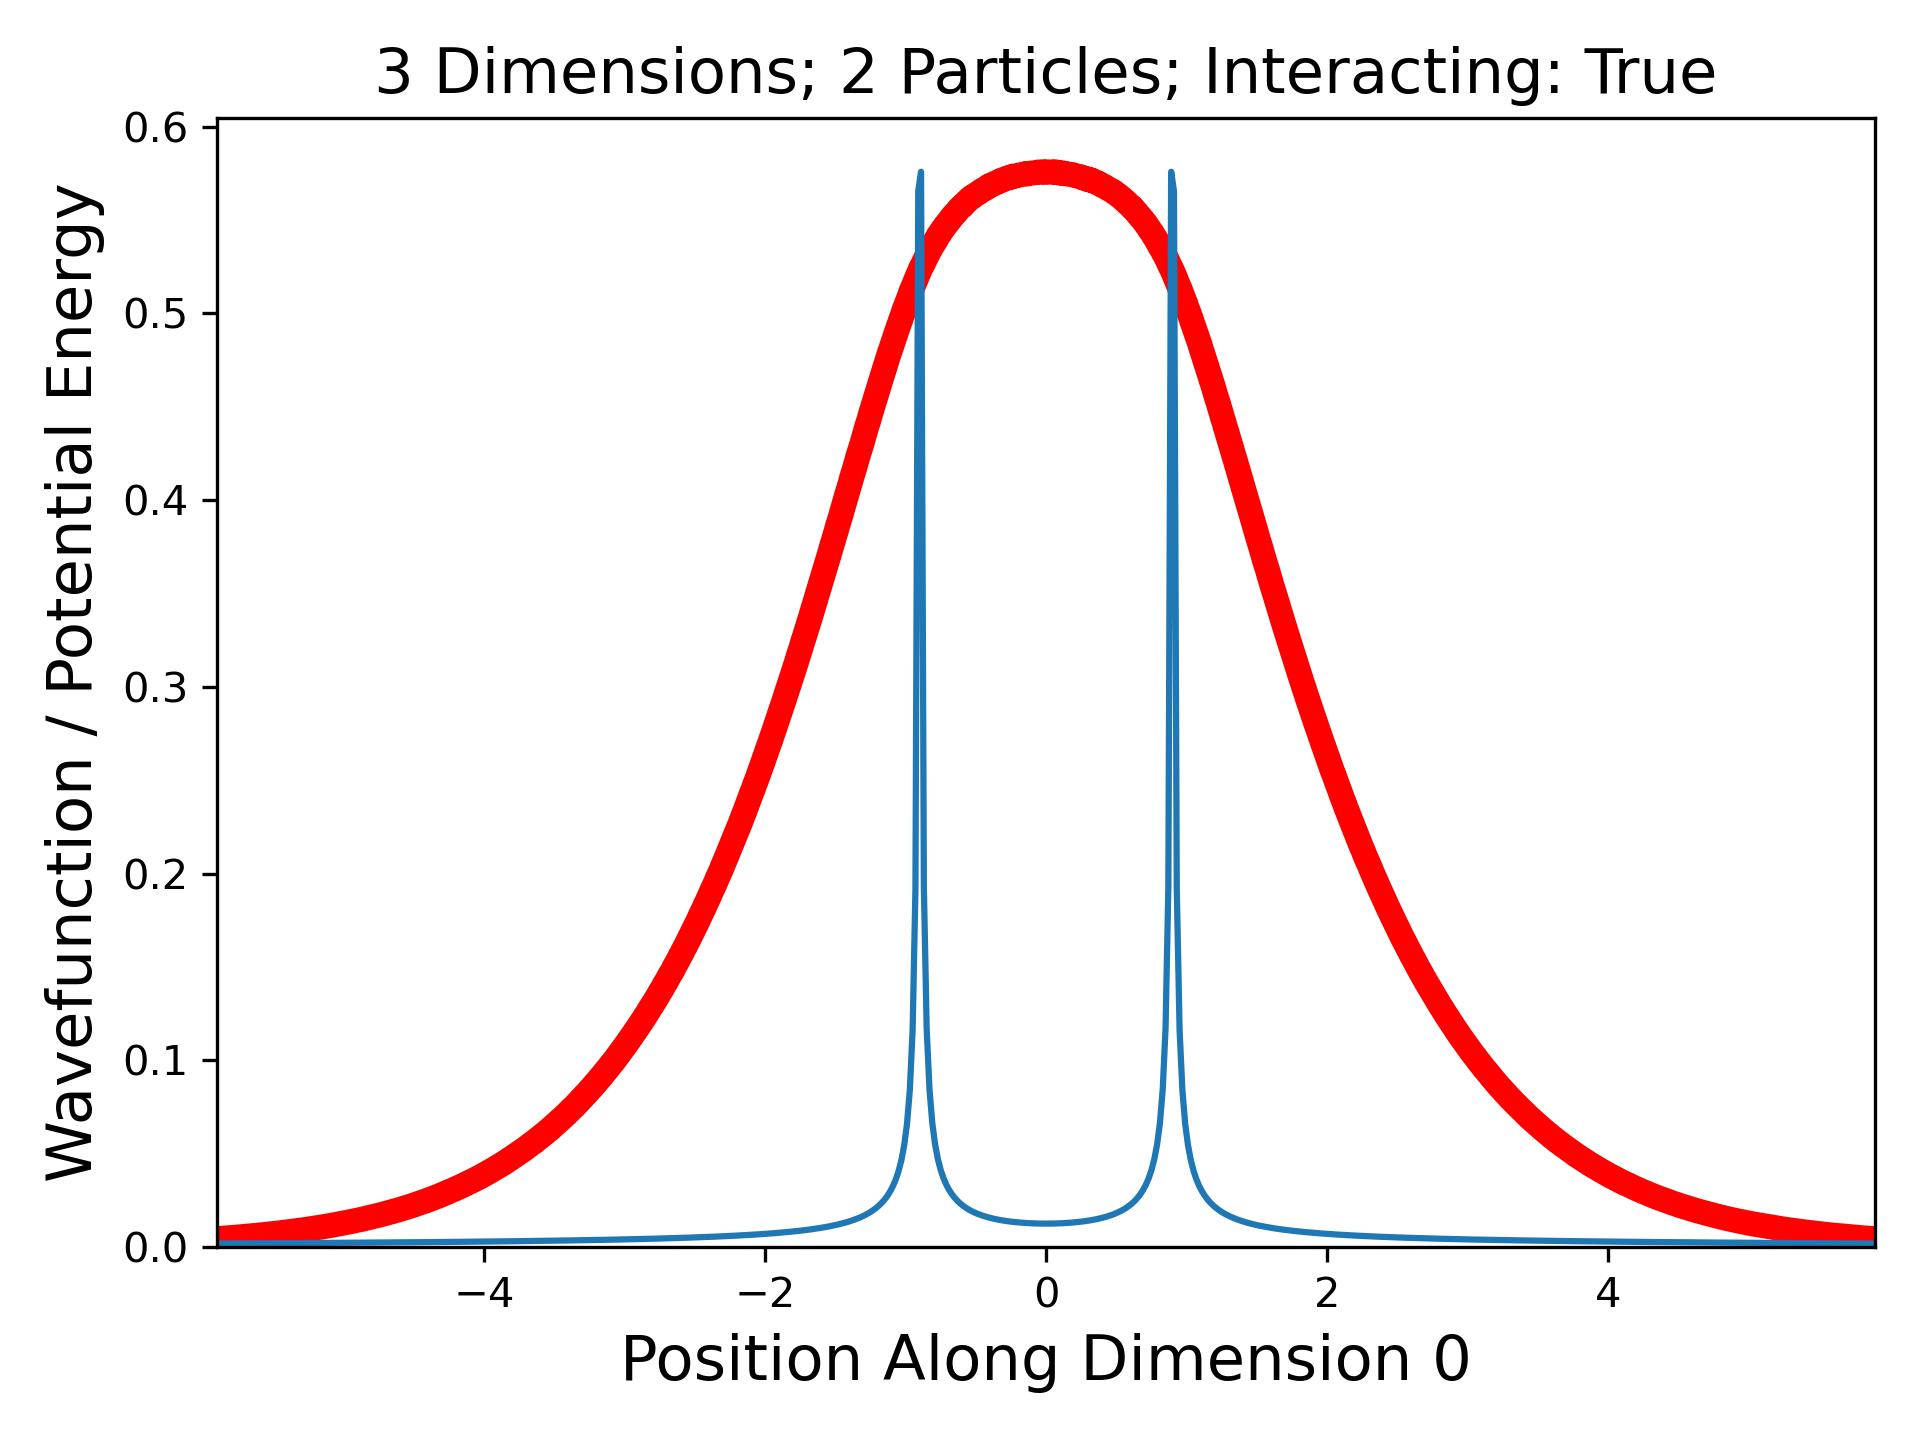 3 Dimensions; 2 Particles; Interacting: True
Wavefunction / Potential Energy
0.6
0.5
0.4
0.3
0.2
0.1
0.0
−4 −2 0 2 4
Position Along Dimension 0